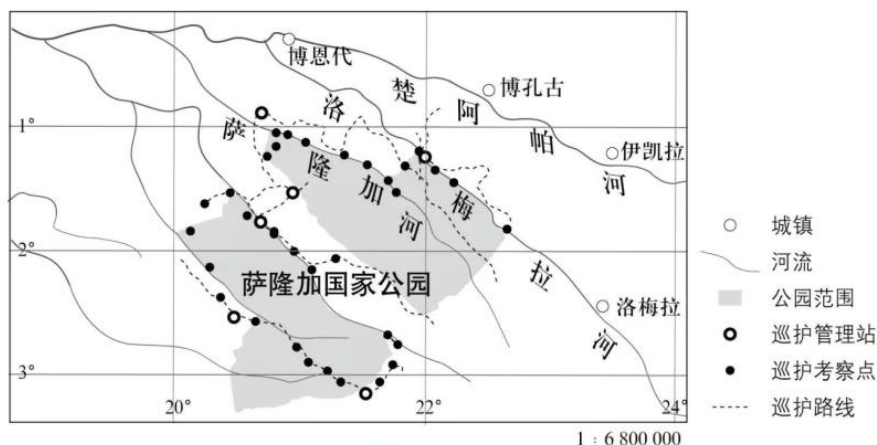 博恩代
博孔古
楚阿帕河
伊凯拉
洛梅拉河
萨隆加河
萨隆加国家公园
洛梅拉
1°
2°
3°
20°
22°
24°
1：6 800 000
城镇
河流
公园范围
巡护管理站
巡护考察点
巡护路线